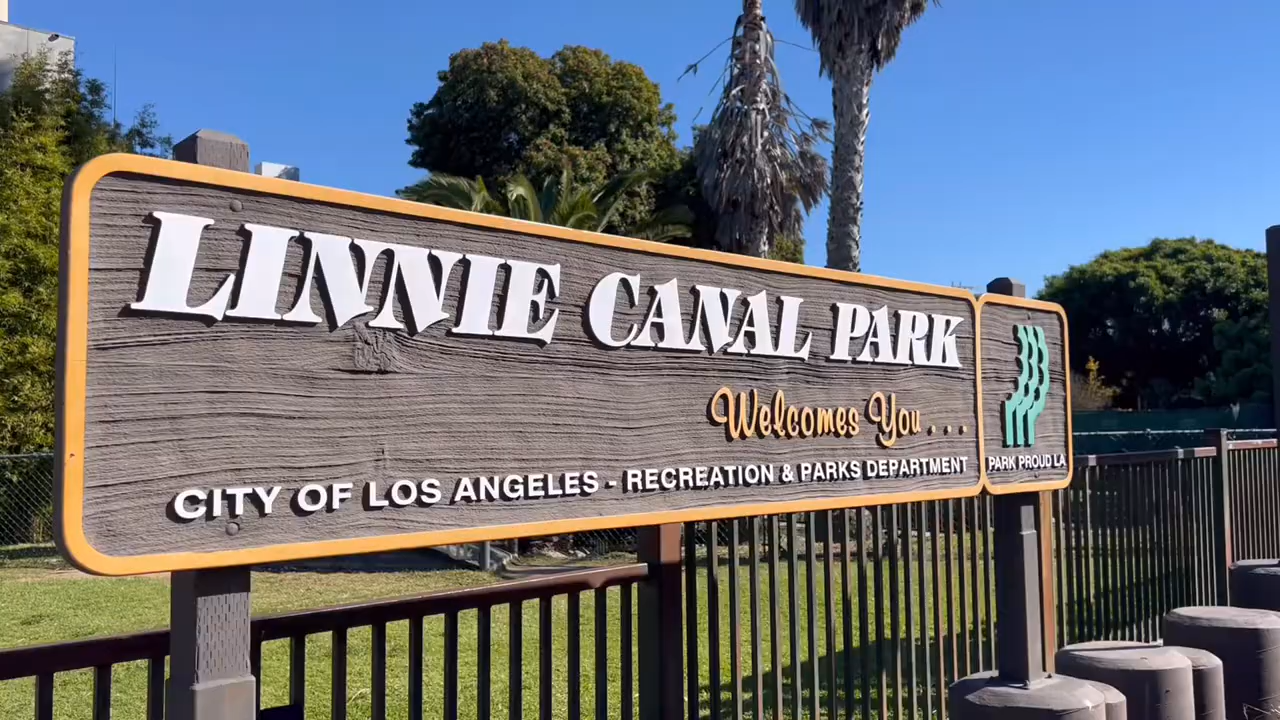 LINNIE CANAL PARK
Welcomes You . . .
CITY OF LOS ANGELES - RECREATION & PARKS DEPARTMENT
PARK PROUD LA